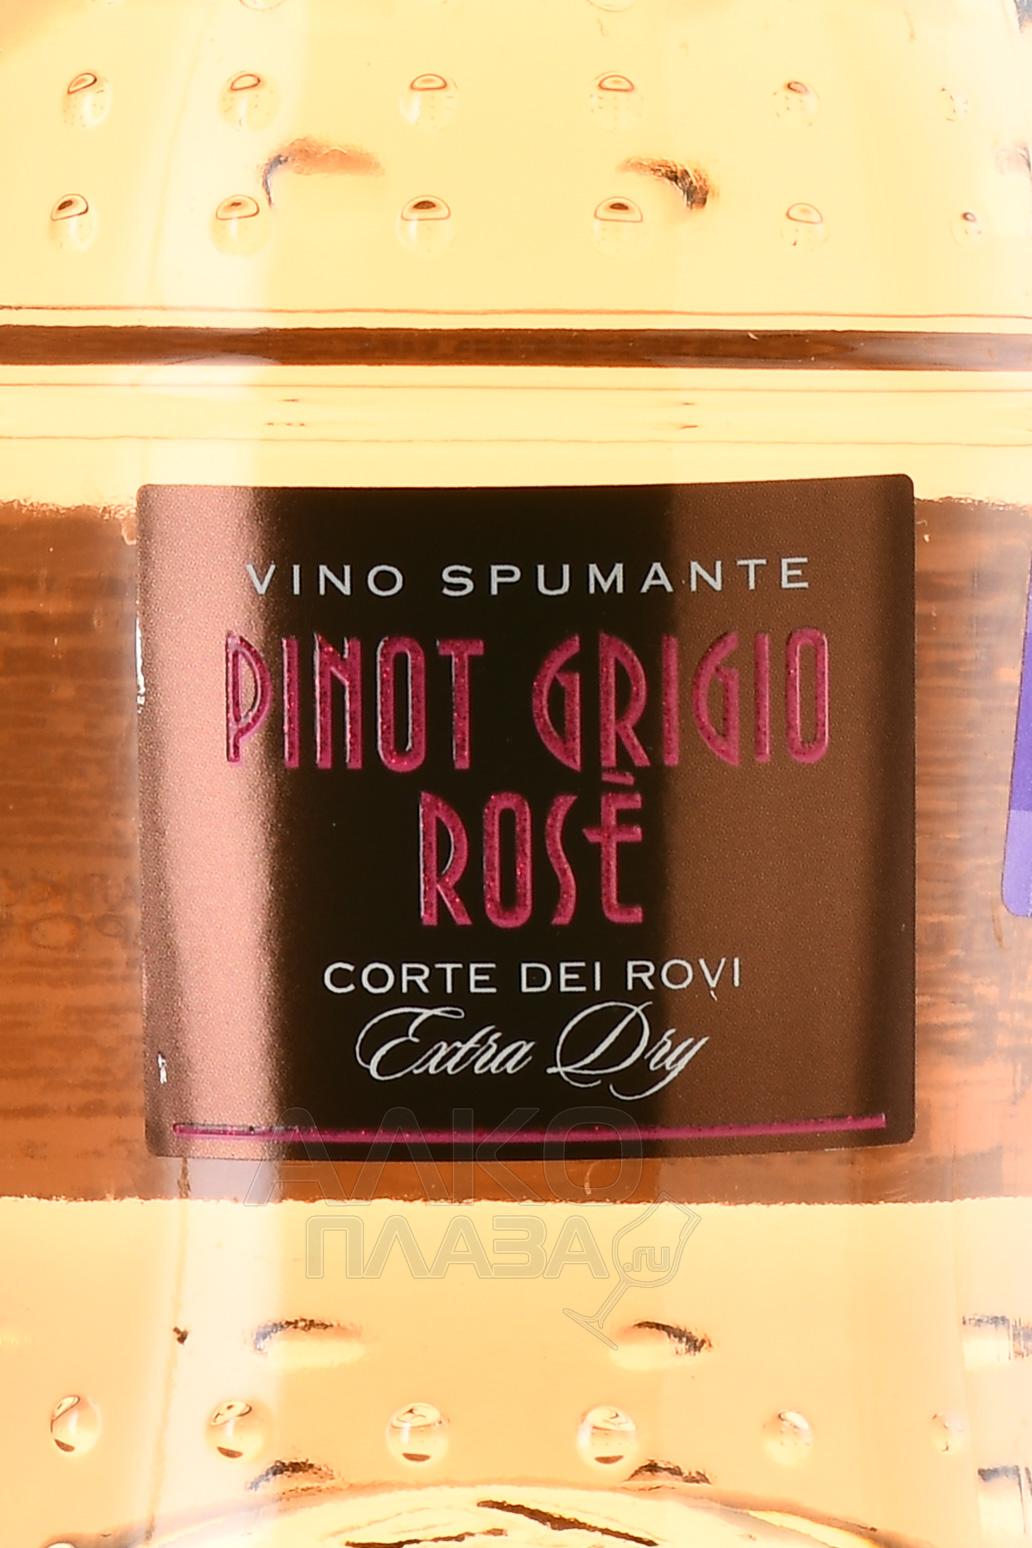 VINO SPUMANTE
PINOT GRIGIO
ROSÈ
CORTE DEI ROVI
Extra Dry
АЛКО
ПЛАЗА.ru